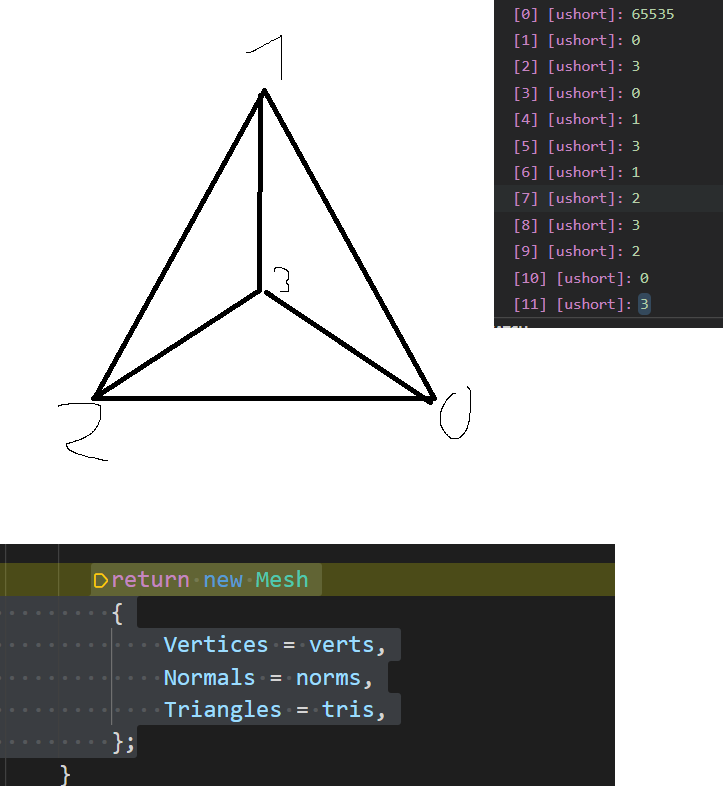 1
3
2
0
[0] [ushort]: 65535
[1] [ushort]: 0
[2] [ushort]: 3
[3] [ushort]: 0
[4] [ushort]: 1
[5] [ushort]: 3
[6] [ushort]: 1
[7] [ushort]: 2
[8] [ushort]: 3
[9] [ushort]: 2
[10] [ushort]: 0
[11] [ushort]: 3
return new Mesh
{
Vertices = verts,
Normals = norms,
Triangles = tris,
};
}